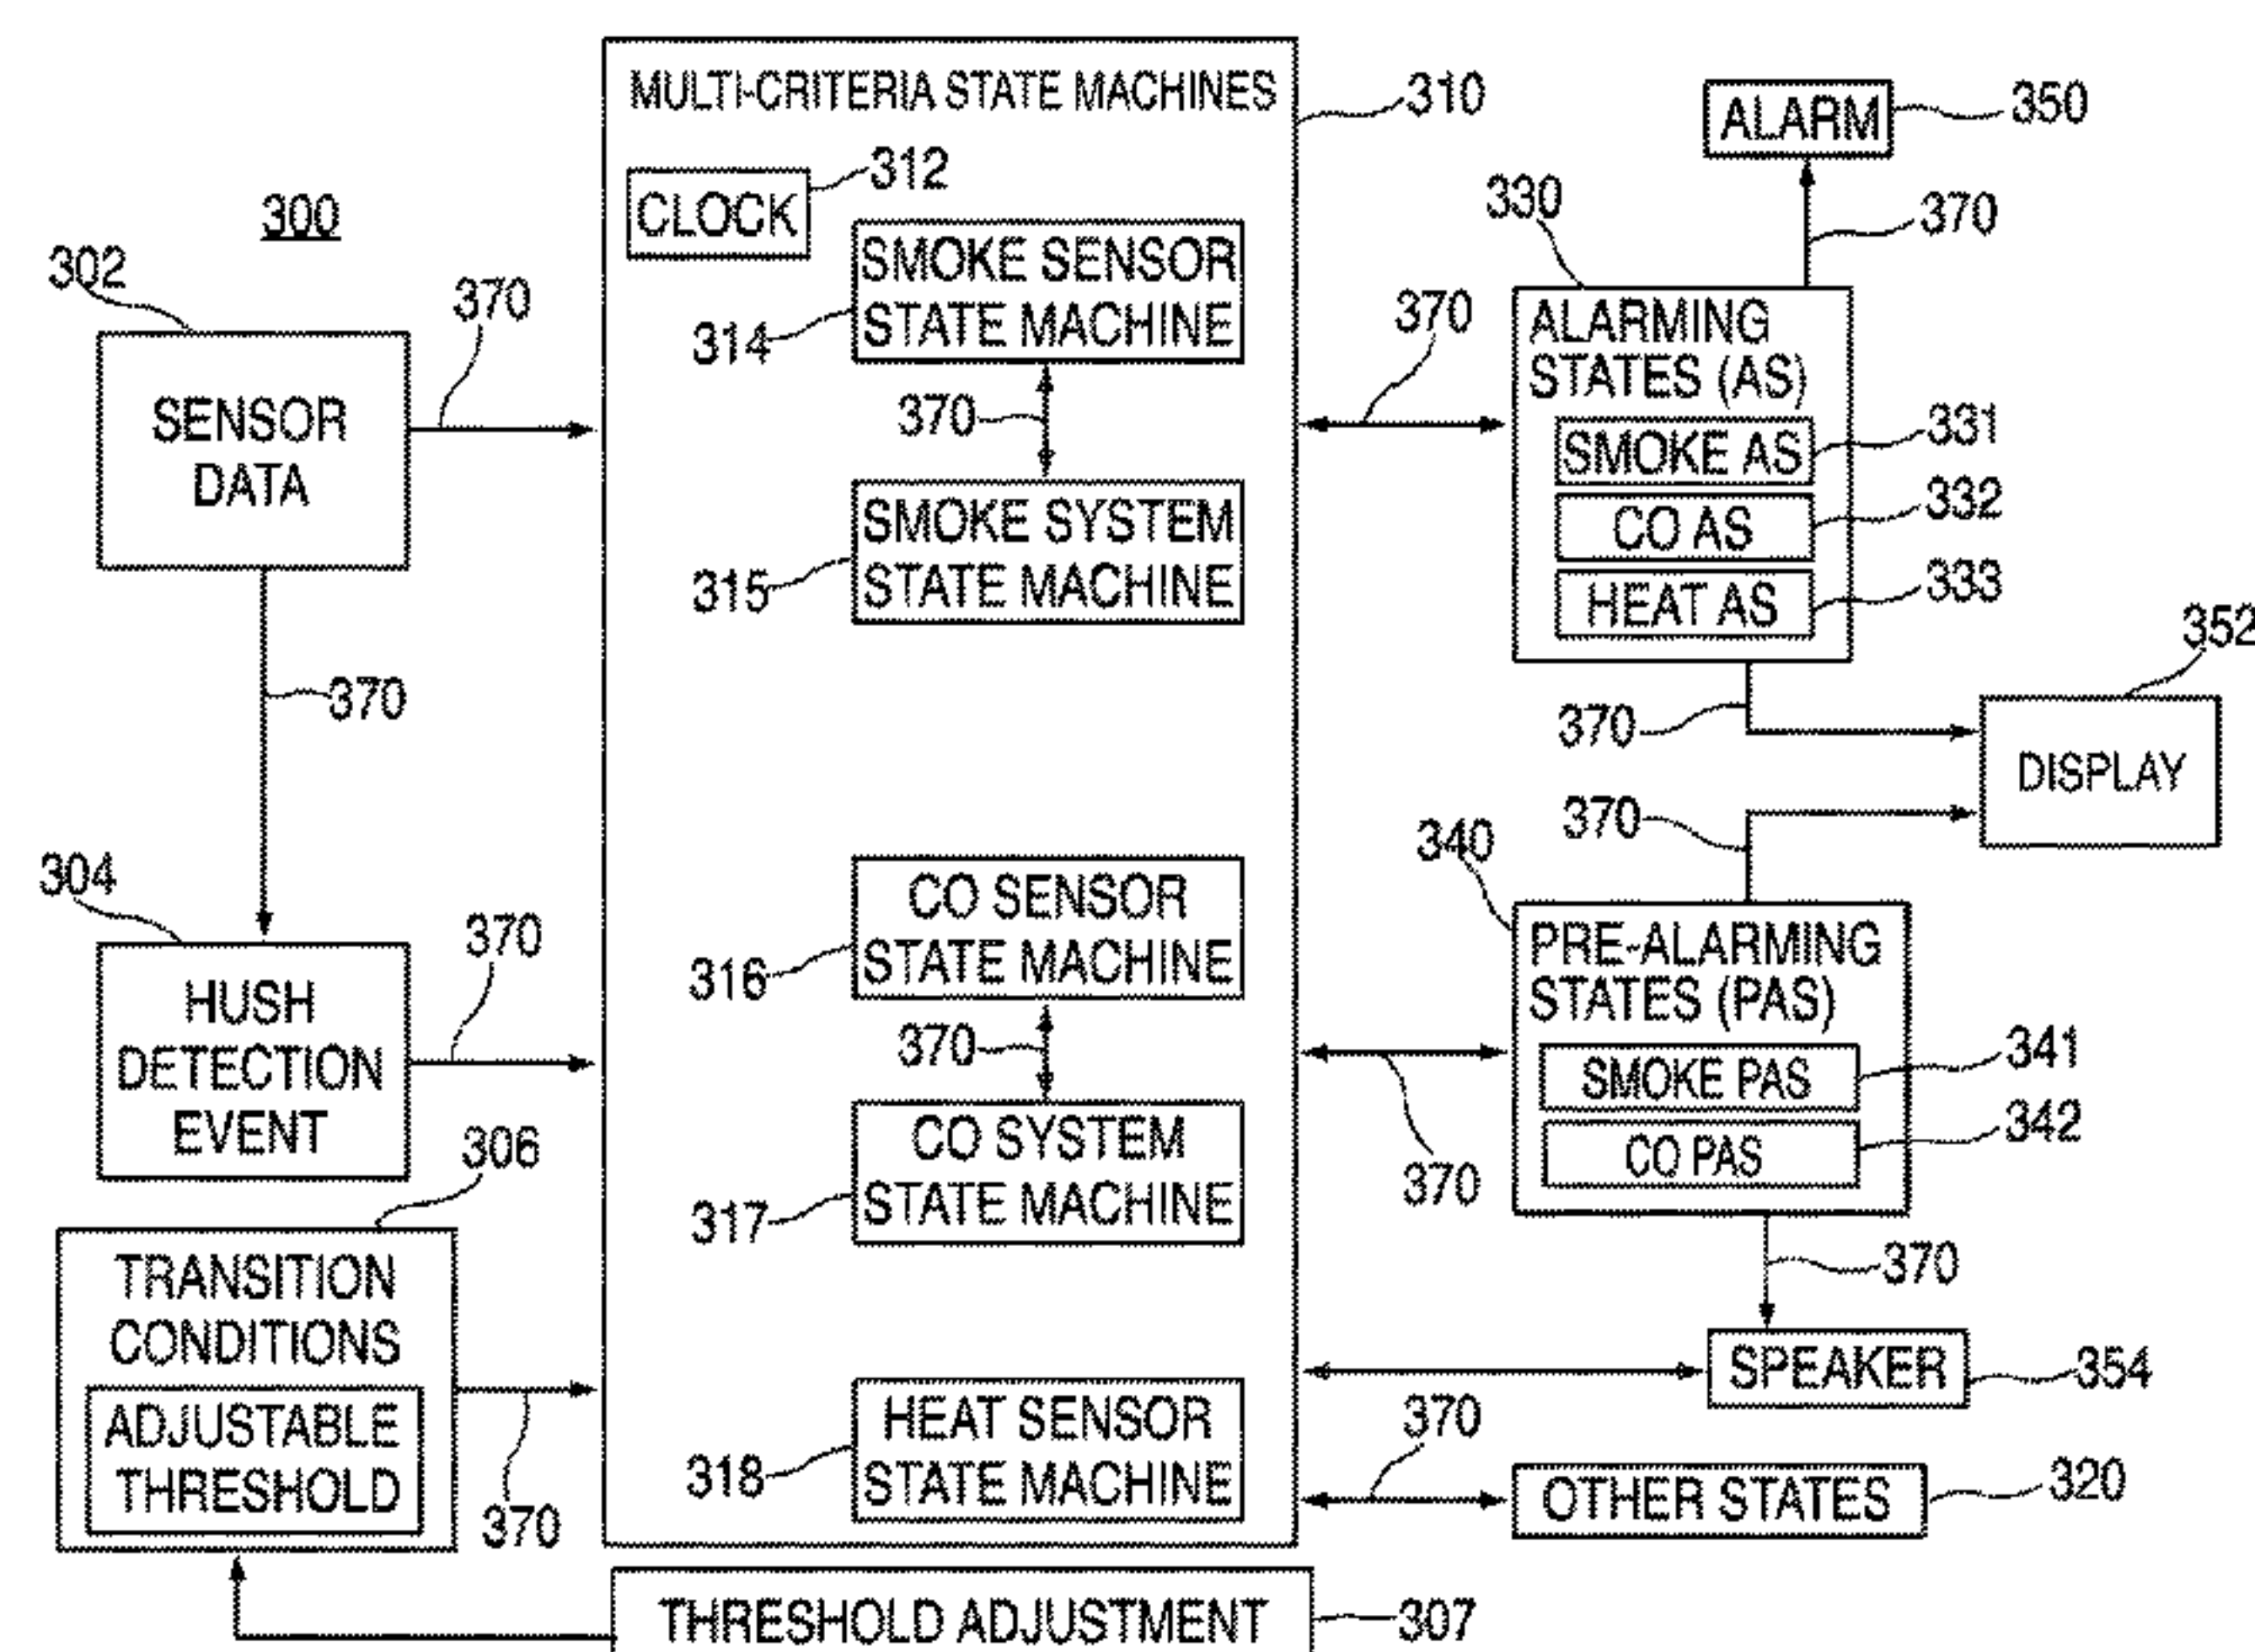 300
302
370
SENSOR
DATA
370
304
HUSH
DETECTION
EVENT
370
306
TRANSITION
CONDITIONS
ADJUSTABLE
THRESHOLD
370
MULTI-CRITERIA STATE MACHINES
310
CLOCK
312
SMOKE SENSOR
STATE MACHINE
314
370
SMOKE SYSTEM
STATE MACHINE
315
CO SENSOR
STATE MACHINE
316
370
CO SYSTEM
STATE MACHINE
317
HEAT SENSOR
STATE MACHINE
318
THRESHOLD ADJUSTMENT
307
ALARM
350
370
330
370
ALARMING
STATES (AS)
SMOKE AS
331
CO AS
332
HEAT AS
333
370
352
DISPLAY
370
340
PRE-ALARMING
STATES (PAS)
SMOKE PAS
341
CO PAS
342
370
370
SPEAKER
354
370
OTHER STATES
320